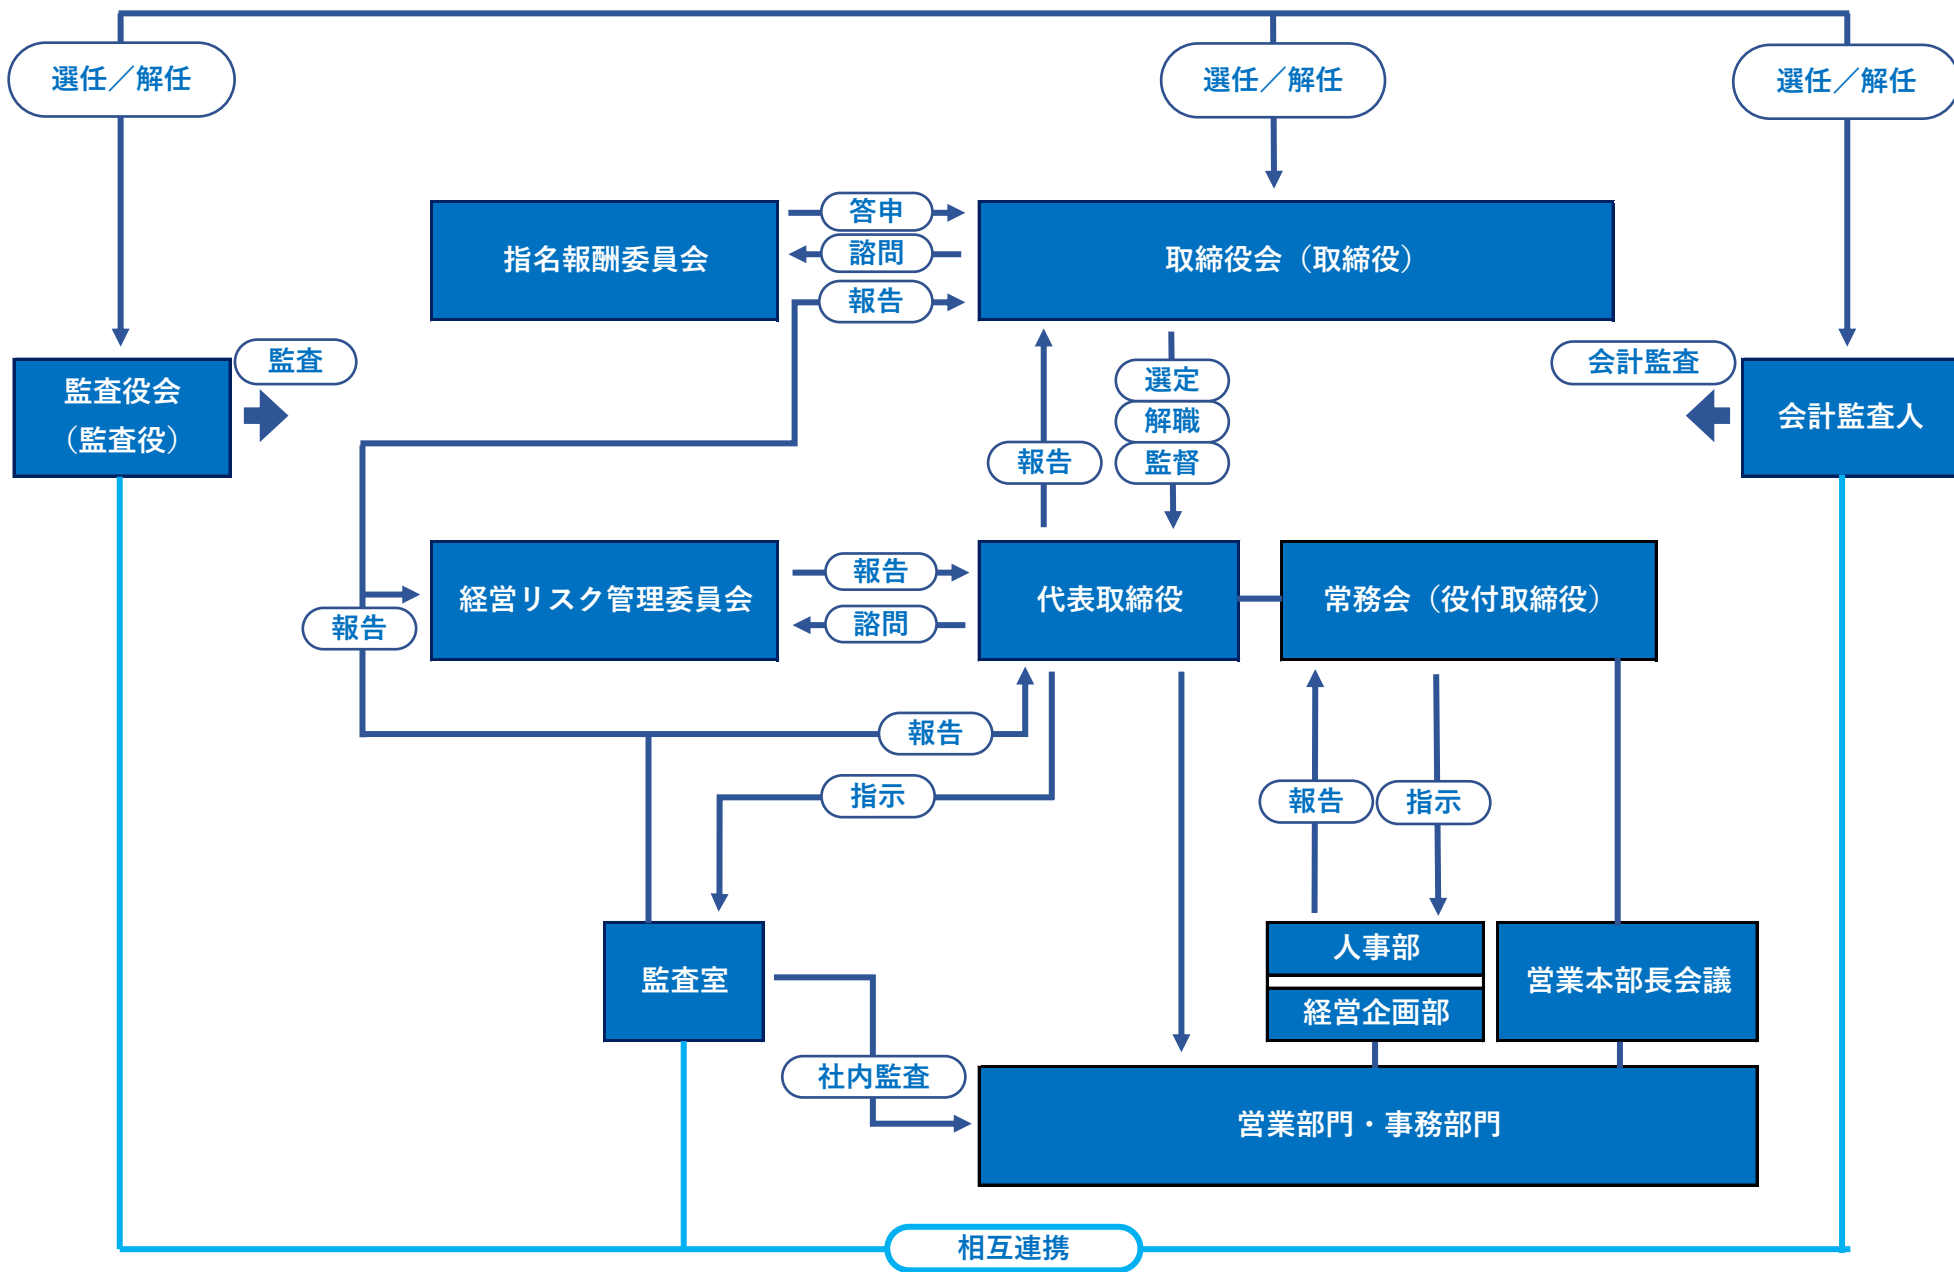 選任／解任
選任／解任
選任／解任
答申
指名報酬委員会
諮問
取締役会（取締役）
報告
監査
会計監査
監査役会
（監査役）
選定
解職
監督
報告
会計監査人
経営リスク管理委員会
報告
諮問
代表取締役
常務会（役付取締役）
報告
報告
指示
報告
指示
監査室
人事部
経営企画部
営業本部長会議
社内監査
営業部門・事務部門
相互連携